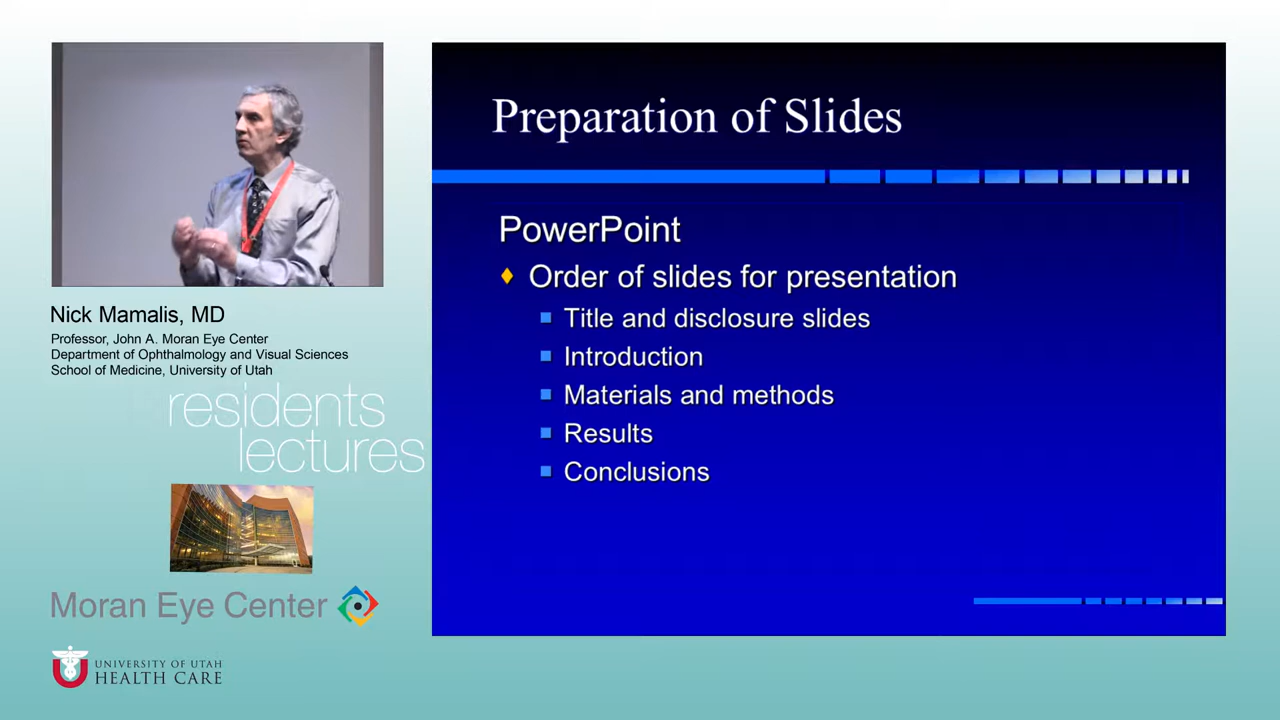 Preparation of Slides
PowerPoint
Order of slides for presentation
Title and disclosure slides
Introduction
Materials and methods
Results
Conclusions
Nick Mamalis, MD
Professor, John A. Moran Eye Center
Department of Ophthalmology and Visual Sciences
School of Medicine, University of Utah
residents
lectures
Moran Eye Center
UNIVERSITY OF UTAH
HEALTH CARE